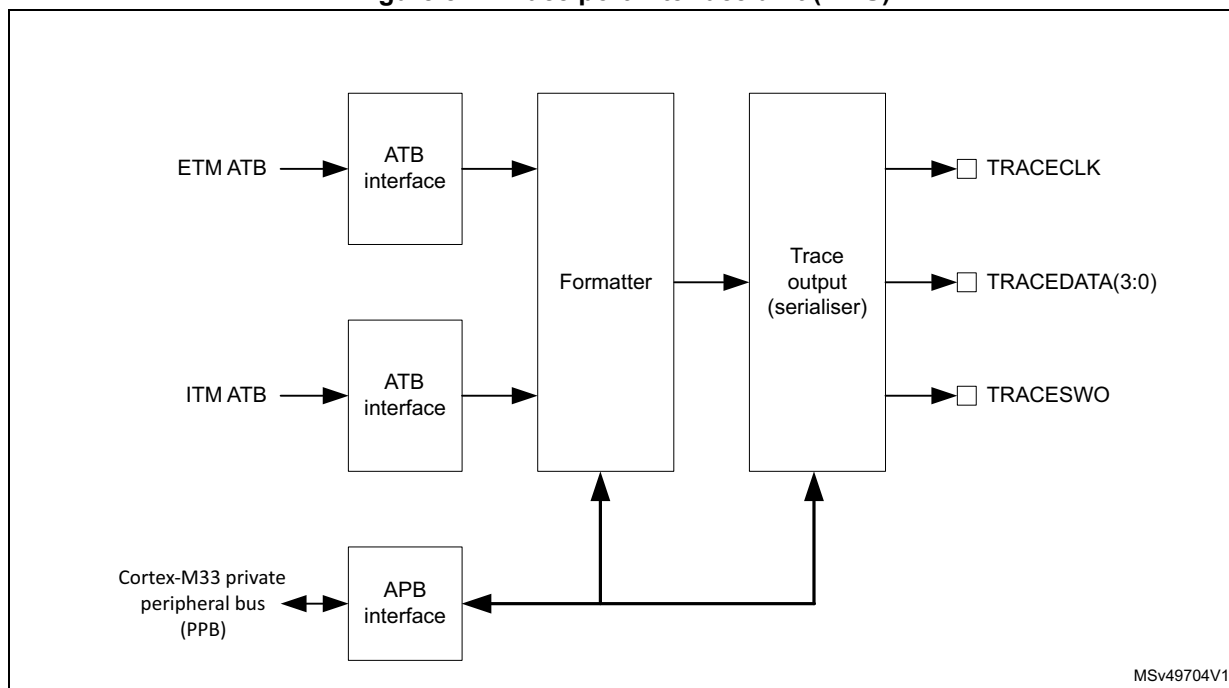 ETM ATB
ATB
interface
Formatter
Trace
output
(serialiser)
TRACECLK
TRACEDATA(3:0)
TRACESWO
ITM ATB
ATB
interface
Cortex-M33 private
peripheral bus
(PPB)
APB
interface
MSv49704V1